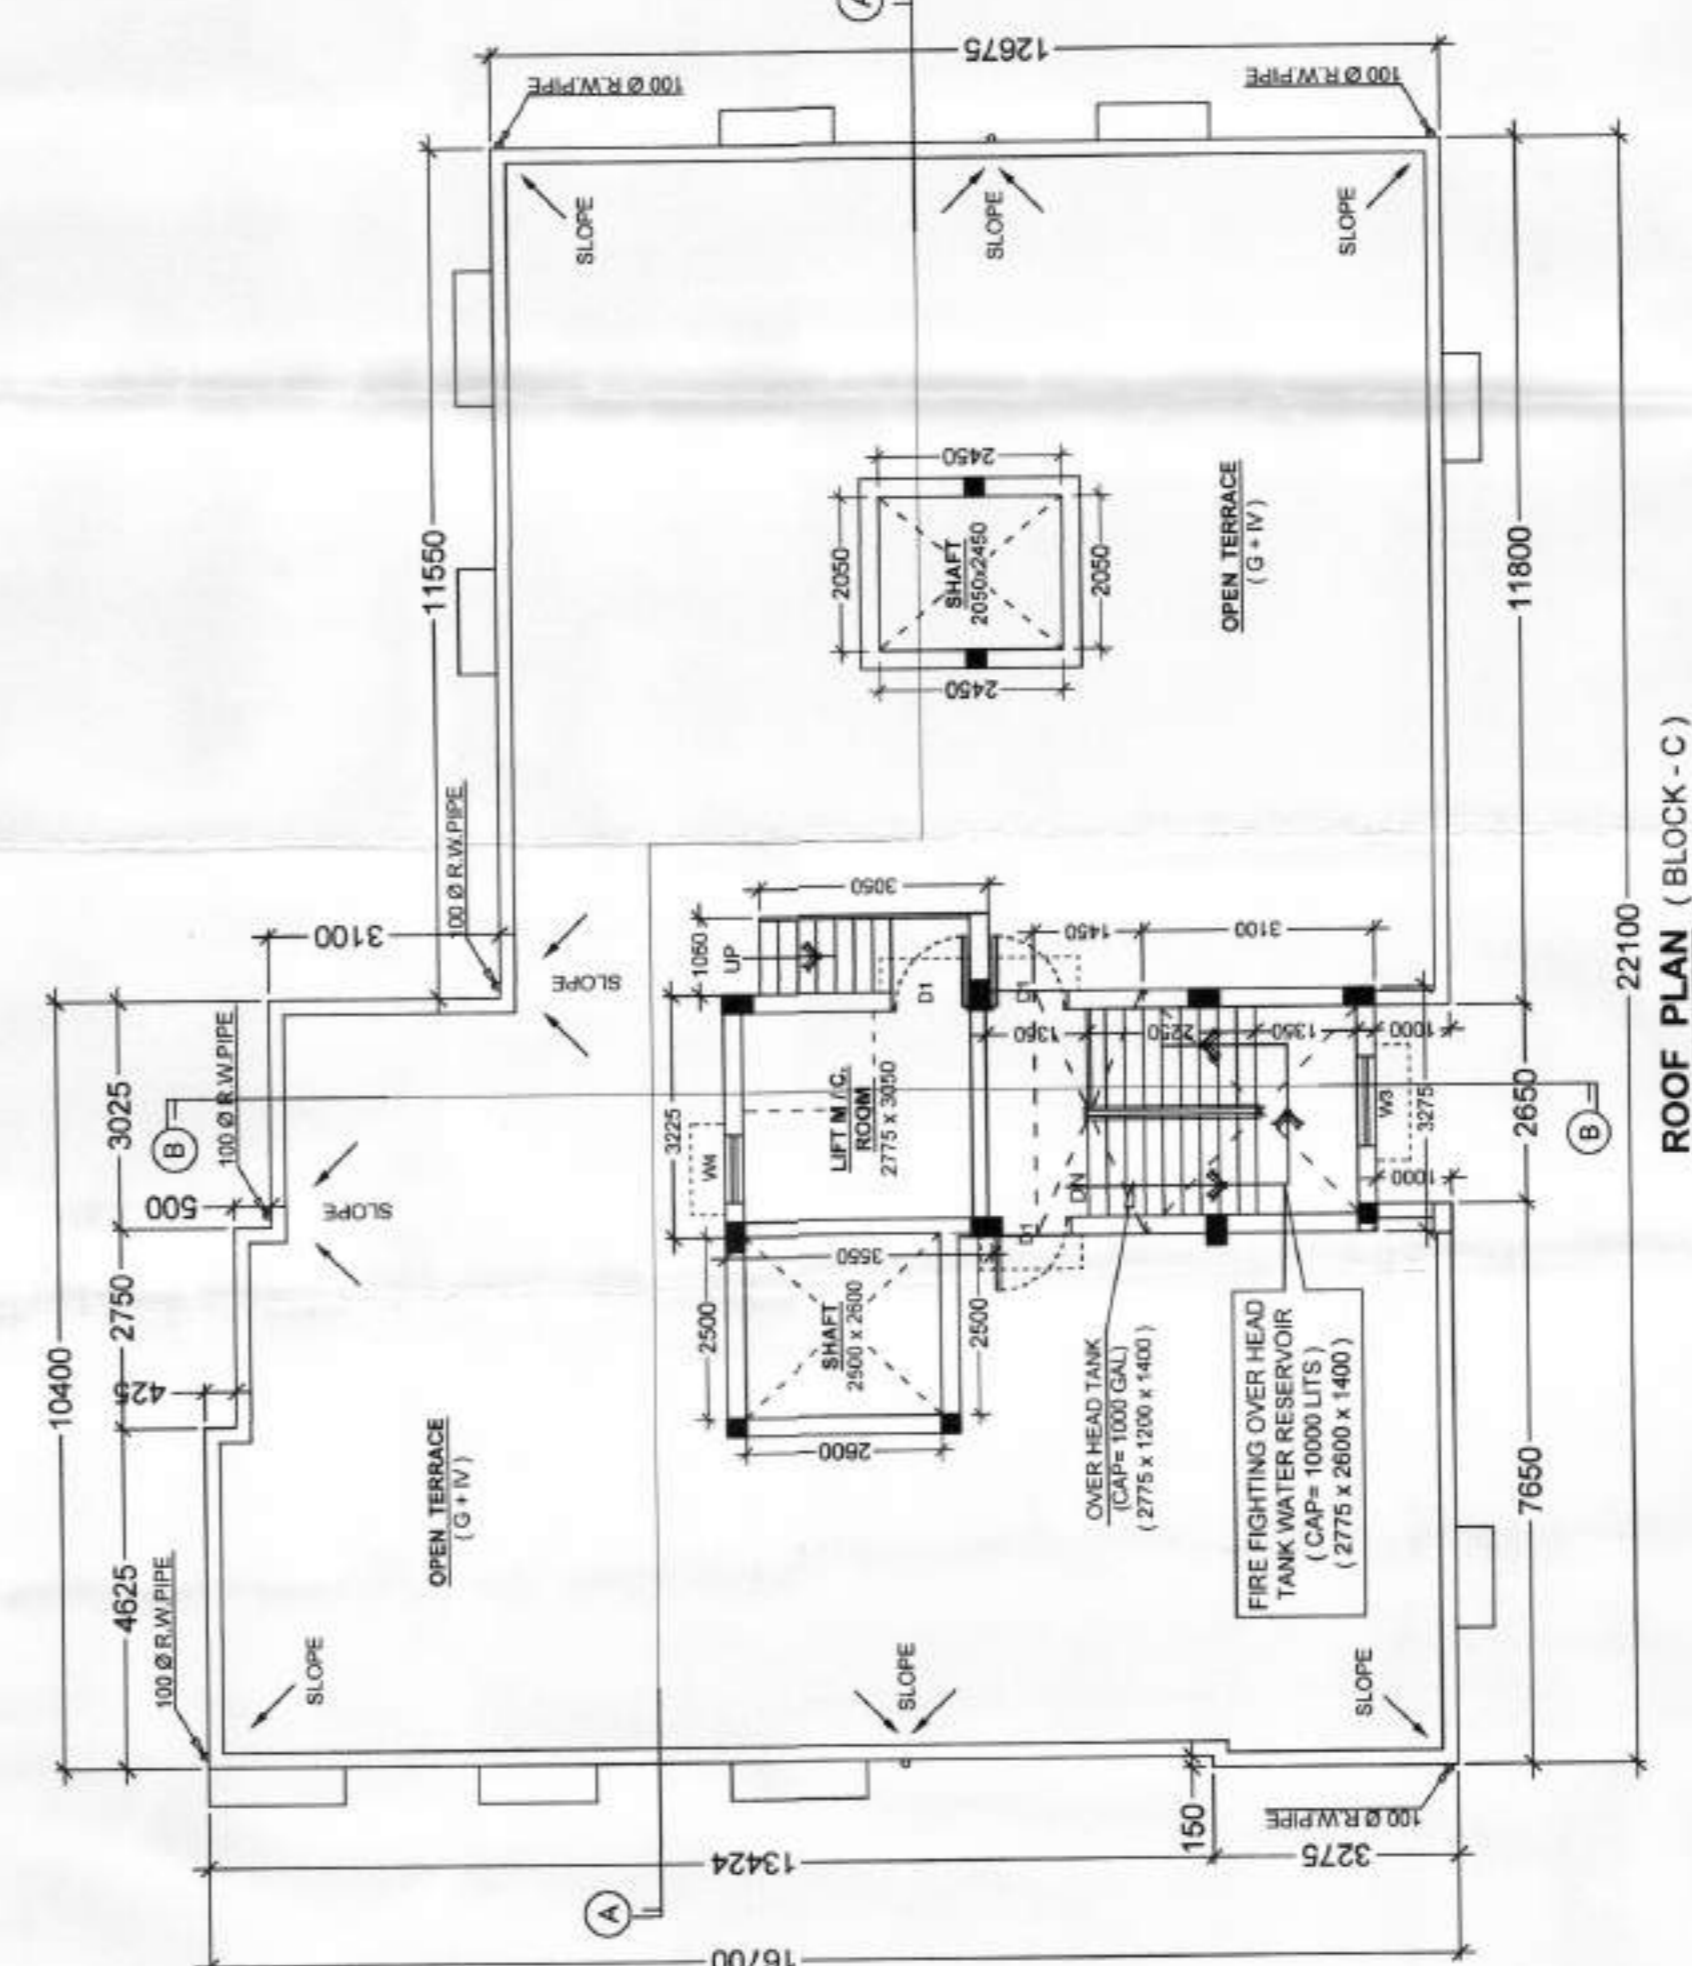 ROOF PLAN ( BLOCK - C )
A
12675
100 Ø R.W.PIPE
100 Ø R.W.PIPE
SLOPE
SLOPE
SLOPE
11550
11800
22100
2450
2050
SHAFT
2050x2450
2050
2450
OPEN TERRACE
( G + IV )
100 Ø R.W.PIPE
3100
SLOPE
3050
1060
UP
1450
3100
D1
D1
2250
1350
1000
10400
3025
100 Ø R.W.PIPE
B
500
SLOPE
3225
W4
LIFT M /C.
ROOM
2775 x 3050
DN
W3
3275
1000
2650
B
D1
2750
425
3550
2500
SHAFT
2500 x 2600
2500
2600
OPEN TERRACE
( G + IV )
OVER HEAD TANK
(CAP= 1000 GAL)
( 2775 x 1200 x 1400 )
FIRE FIGHTING OVER HEAD
TANK WATER RESERVOIR
( CAP= 10000 LITS )
( 2775 x 2600 x 1400 )
7650
4625
100 Ø R.W.PIPE
SLOPE
SLOPE
SLOPE
150
3275
100 Ø R.W.PIPE
13424
A
16700